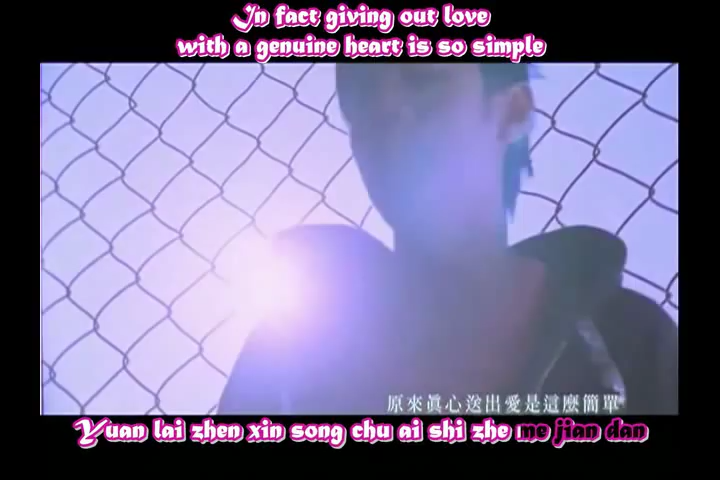 In fact giving out love
with a genuine heart is so simple
原來真心送出愛是這麼簡單
Yuan lai zhen xin song chu ai shi zhe me jian dan